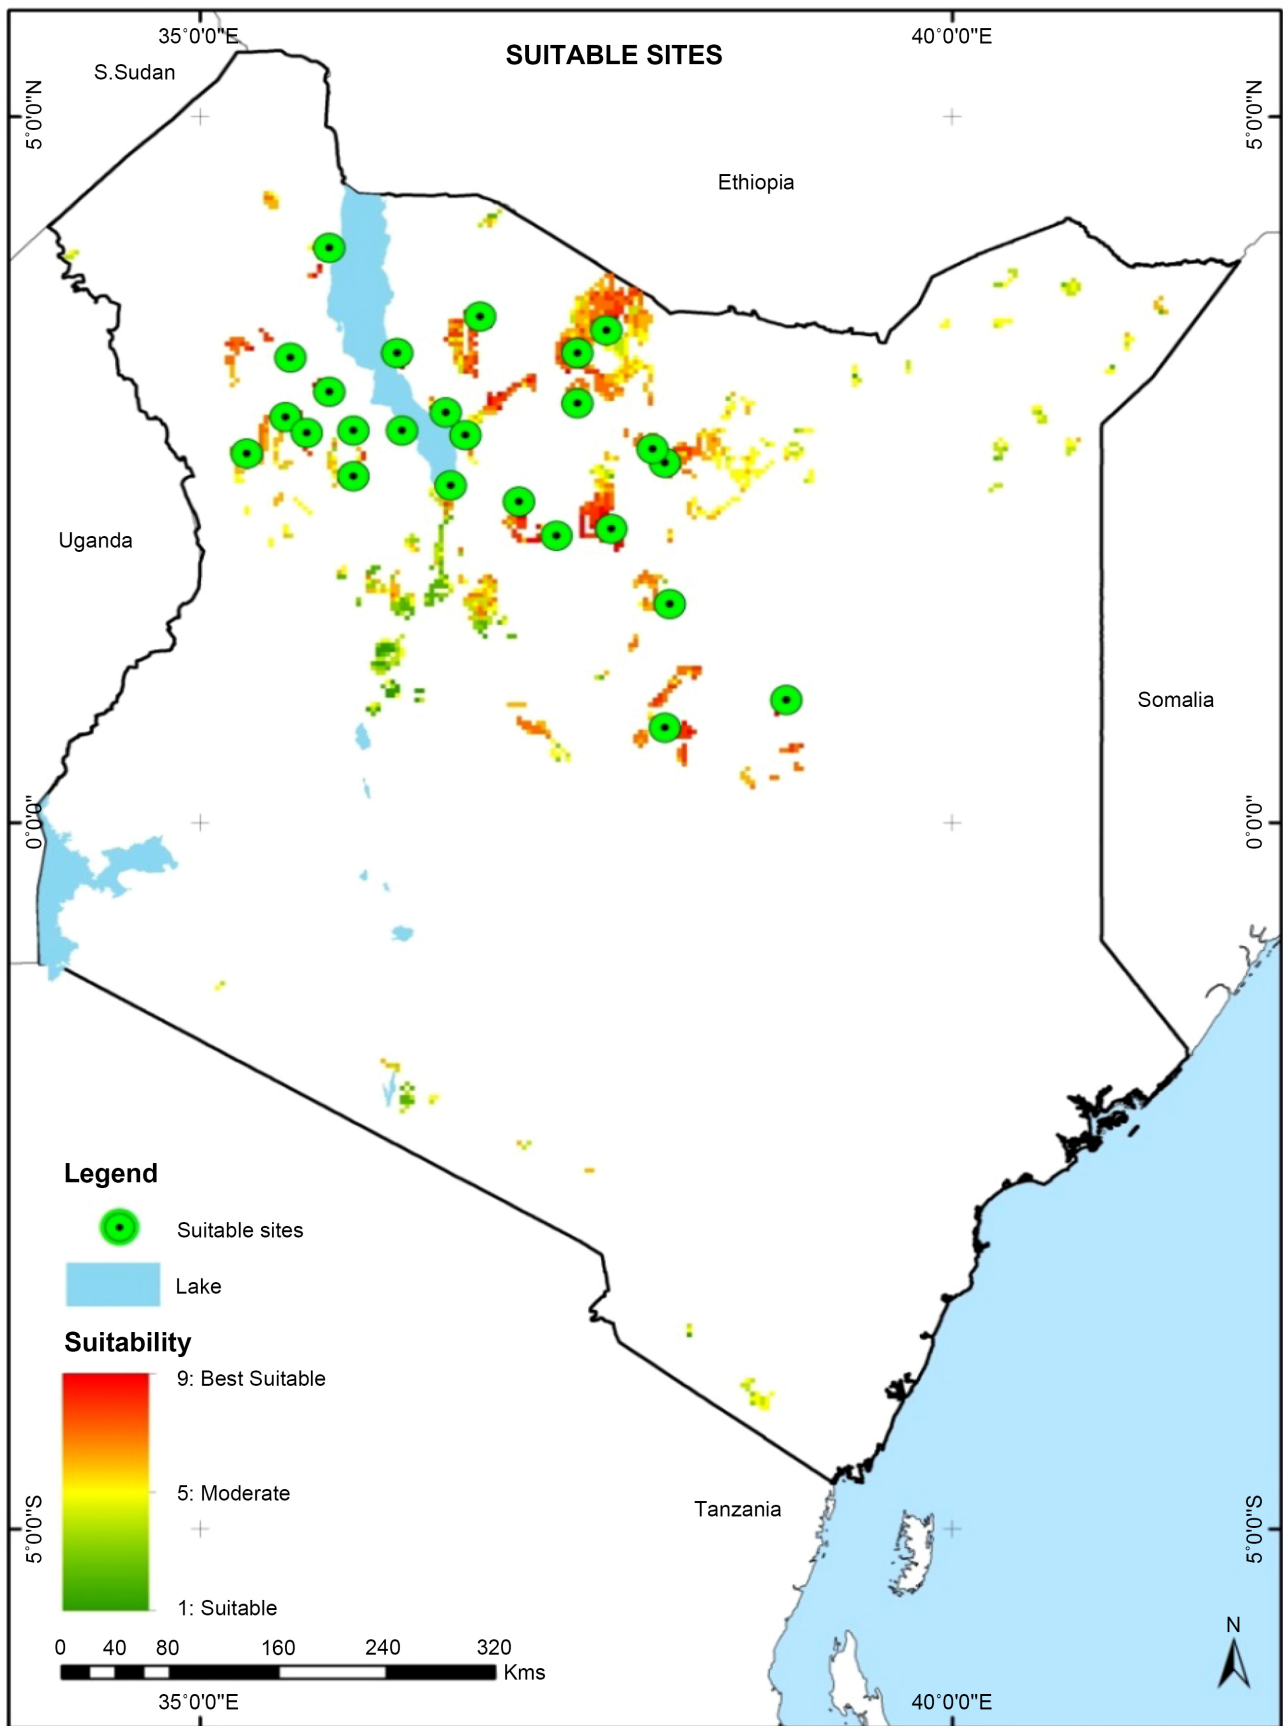 35°0'0"E
40°0'0"E
SUITABLE SITES
S.Sudan
5°0'0"N
5°0'0"N
Ethiopia
Uganda
Somalia
0°0'0"
0°0'0"
Legend
Suitable sites
Lake
Suitability
9: Best Suitable
5: Moderate
1: Suitable
Tanzania
5°0'0"S
5°0'0"S
N
0 40 80 160 240 320
Kms
35°0'0"E
40°0'0"E